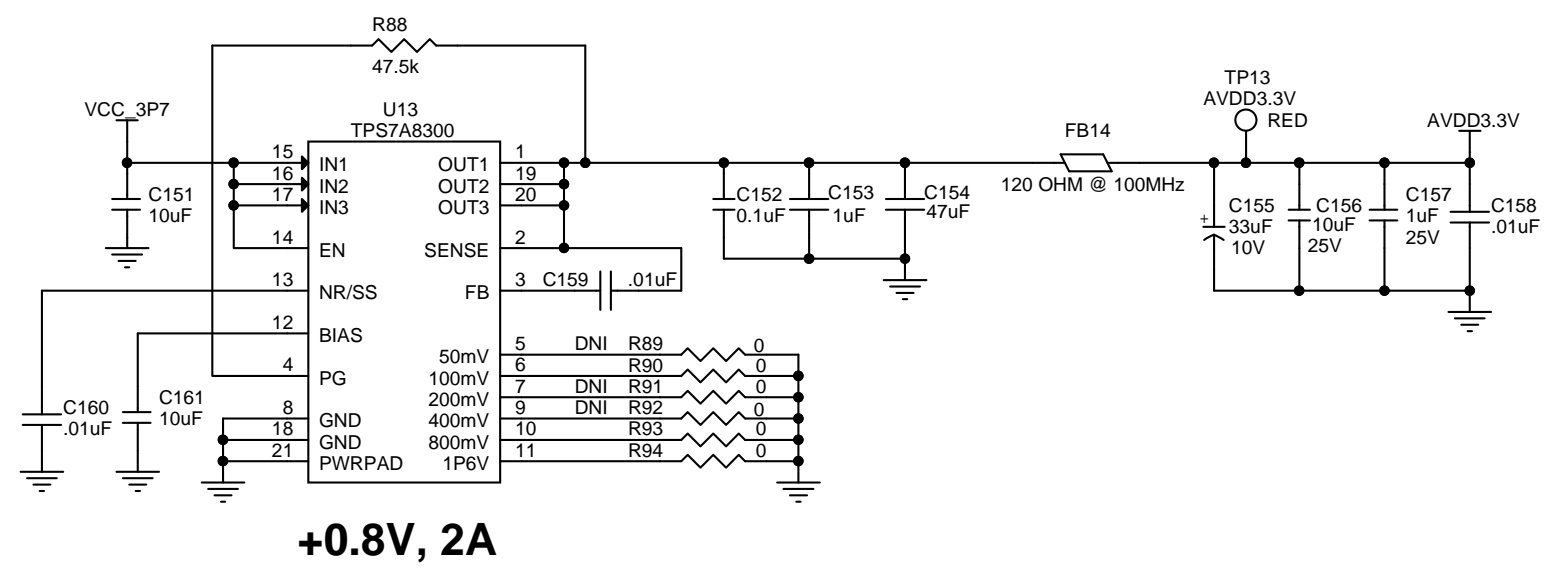 R88
47.5k
VCC_3P7
U13
TPS7A8300
TP13
AVDD3.3V
RED
FB14
120 OHM @ 100MHz
AVDD3.3V
C151
10uF
15 IN1 OUT1 1
16 IN2 OUT2 19
17 IN3 OUT3 20
14 EN SENSE 2
13 NR/SS FB 3
12 BIAS
4 PG
8 GND
18 GND
21 PWRPAD
C159 .01uF
50mV 5 DNI R89 0
100mV 6 R90 0
200mV 7 DNI R91 0
400mV 9 DNI R92 0
800mV 10 R93 0
1P6V 11 R94 0
C152
0.1uF
C153
1uF
C154
47uF
+
C155
33uF
10V
C156
10uF
25V
C157
1uF
25V
C158
.01uF
C160
.01uF
C161
10uF
+0.8V, 2A